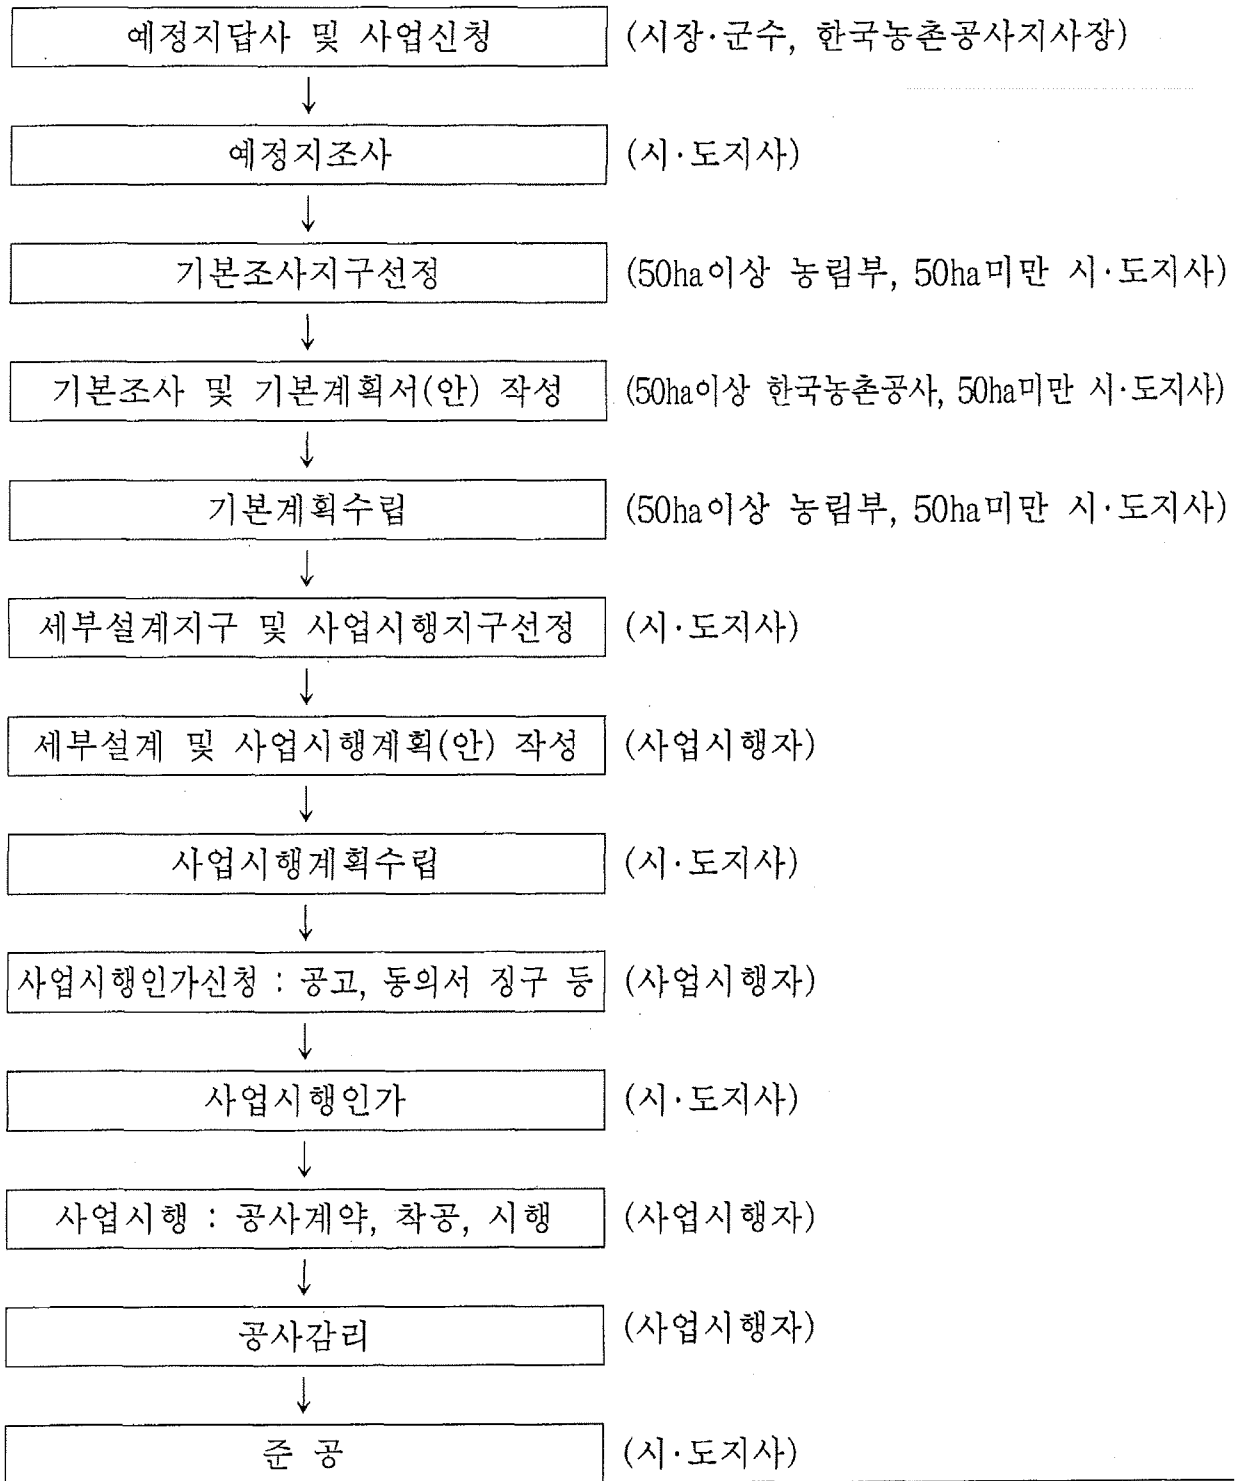 예정지답사 및 사업신청 (시장·군수, 한국농촌공사지사장)
↓
예정지조사 (시·도지사)
↓
기본조사지구선정 (50ha이상 농림부, 50ha미만 시·도지사)
↓
기본조사 및 기본계획서(안) 작성 (50ha이상 한국농촌공사, 50ha미만 시·도지사)
↓
기본계획수립 (50ha이상 농림부, 50ha미만 시·도지사)
↓
세부설계지구 및 사업시행지구선정 (시·도지사)
↓
세부설계 및 사업시행계획(안) 작성 (사업시행자)
↓
사업시행계획수립 (시·도지사)
↓
사업시행인가신청 : 공고, 동의서 징구 등 (사업시행자)
↓
사업시행인가 (시·도지사)
↓
사업시행 : 공사계약, 착공, 시행 (사업시행자)
↓
공사감리 (사업시행자)
↓
준 공 (시·도지사)